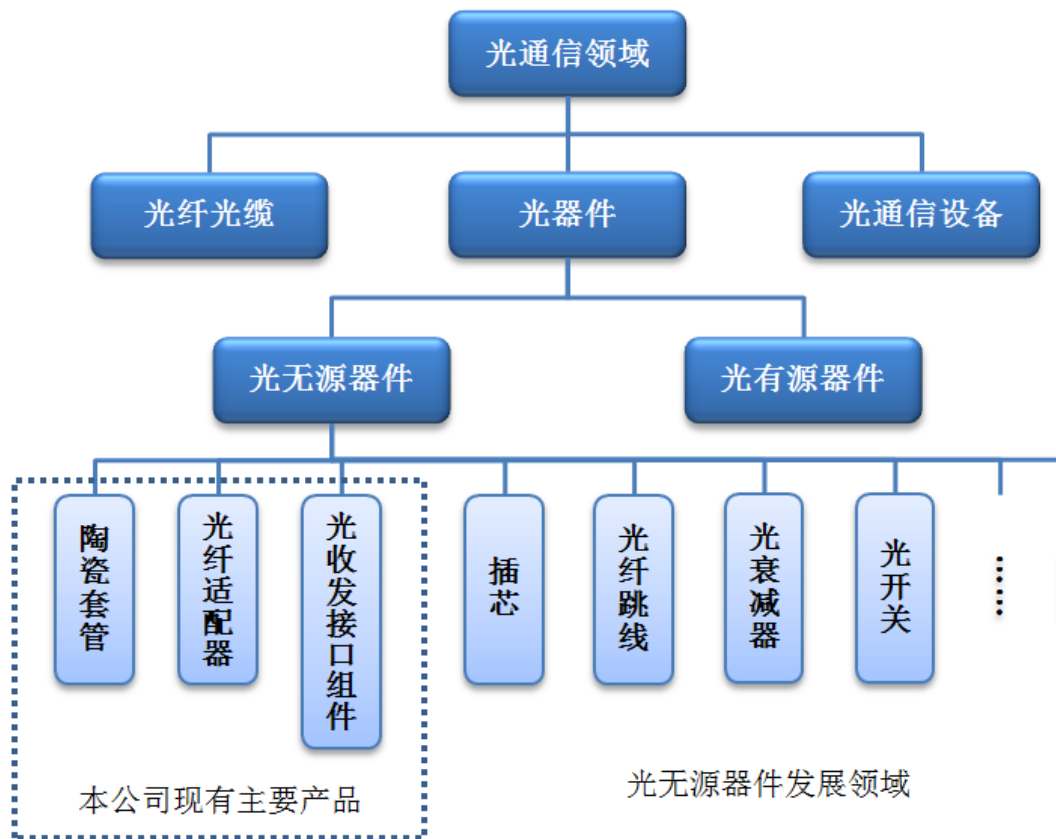 光通信领域
光纤光缆
光器件
光通信设备
光无源器件
光有源器件
陶瓷套管
光纤适配器
光收发接口组件
插芯
光纤跳线
光衰减器
光开关
……
本公司现有主要产品
光无源器件发展领域